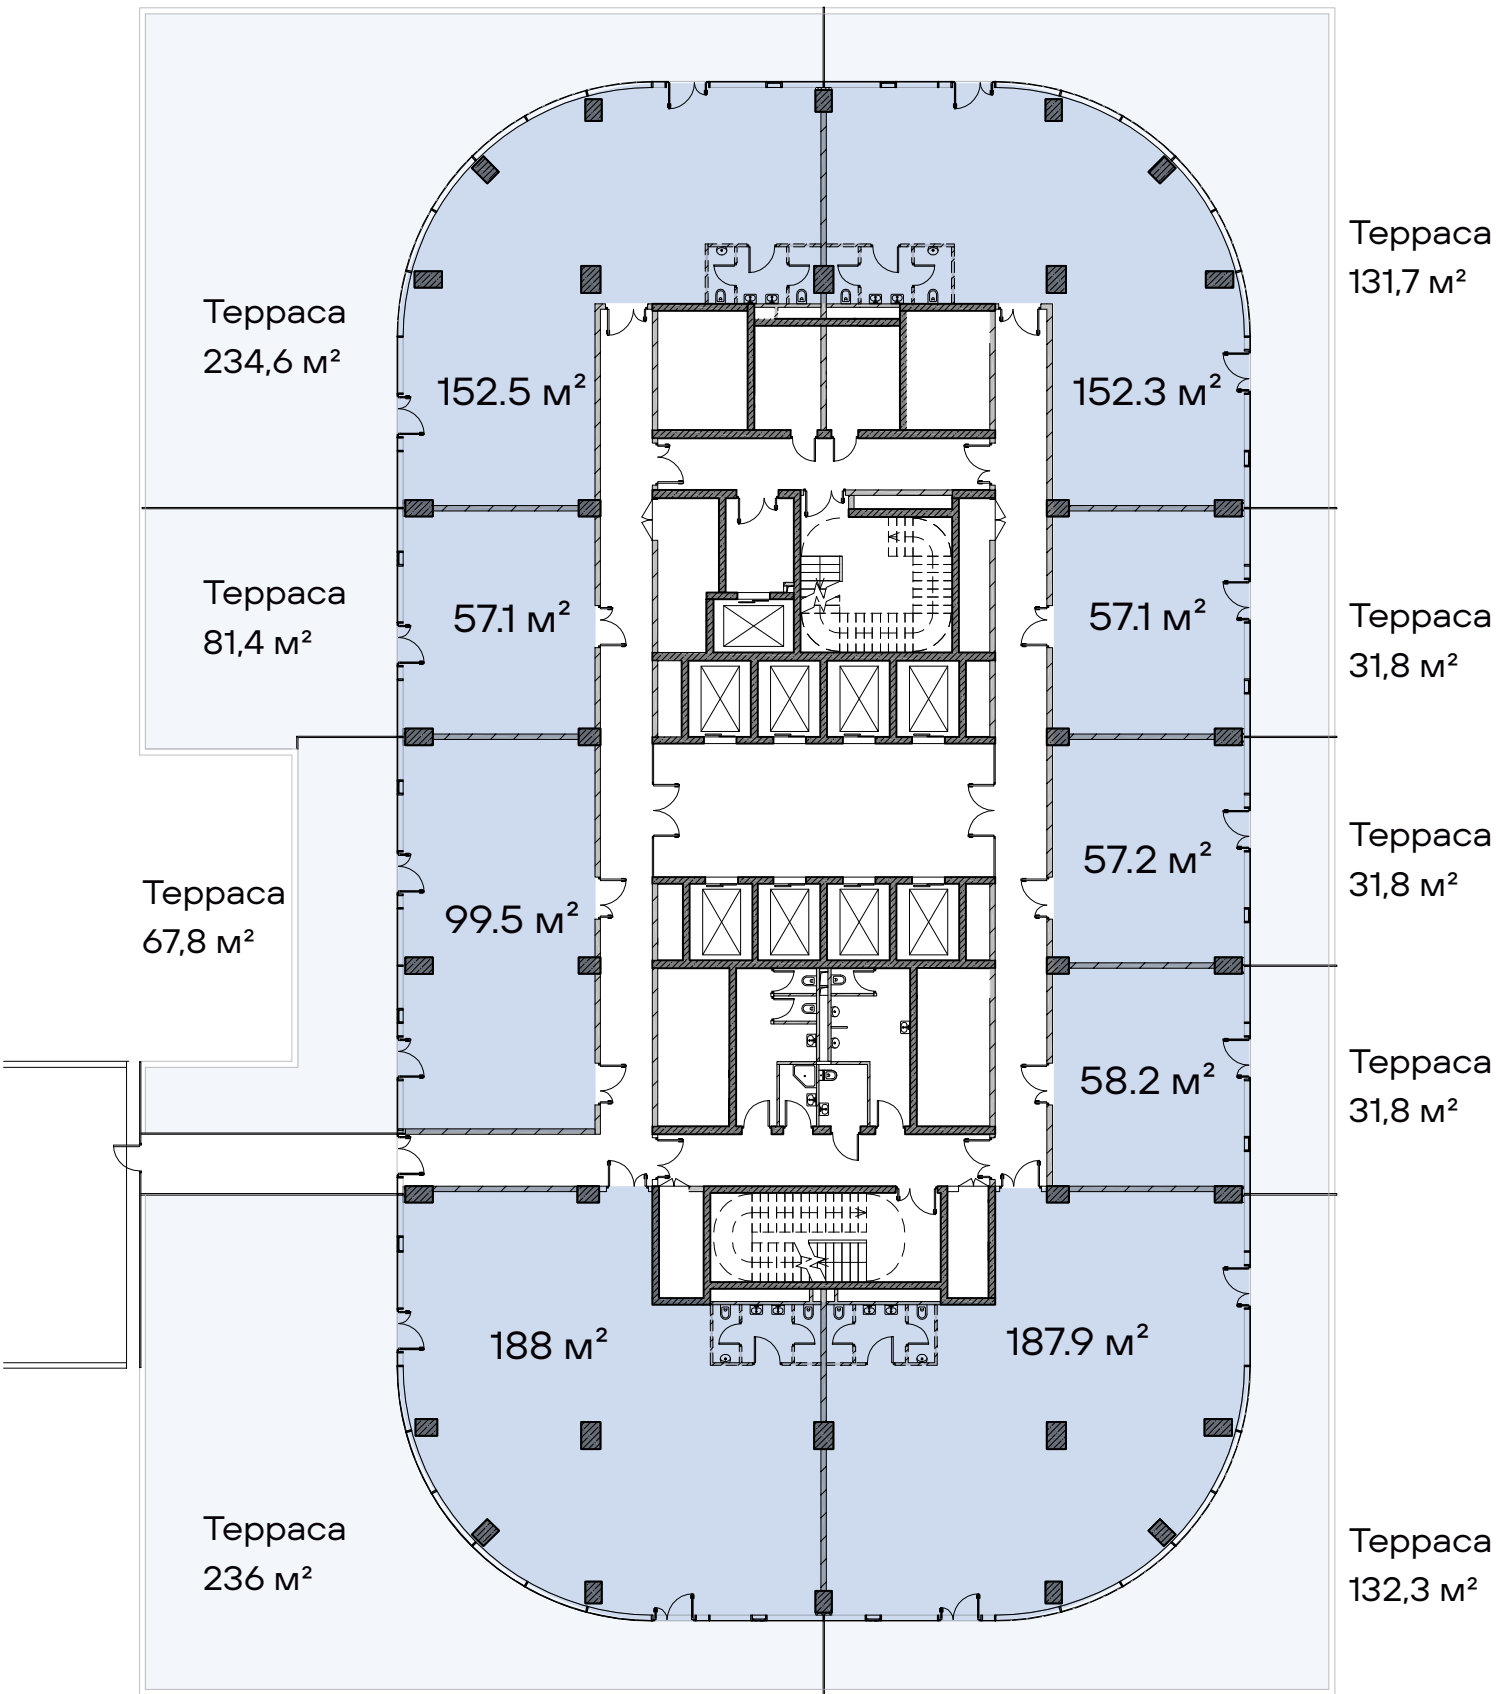 Терраса
131,7 м²
Терраса
234,6 м²
152.5 м²
152.3 м²
Терраса
81,4 м²
57.1 м²
57.1 м²
Терраса
31,8 м²
Терраса
31,8 м²
57.2 м²
Терраса
67,8 м²
99.5 м²
Терраса
31,8 м²
58.2 м²
188 м²
187.9 м²
Терраса
236 м²
Терраса
132,3 м²